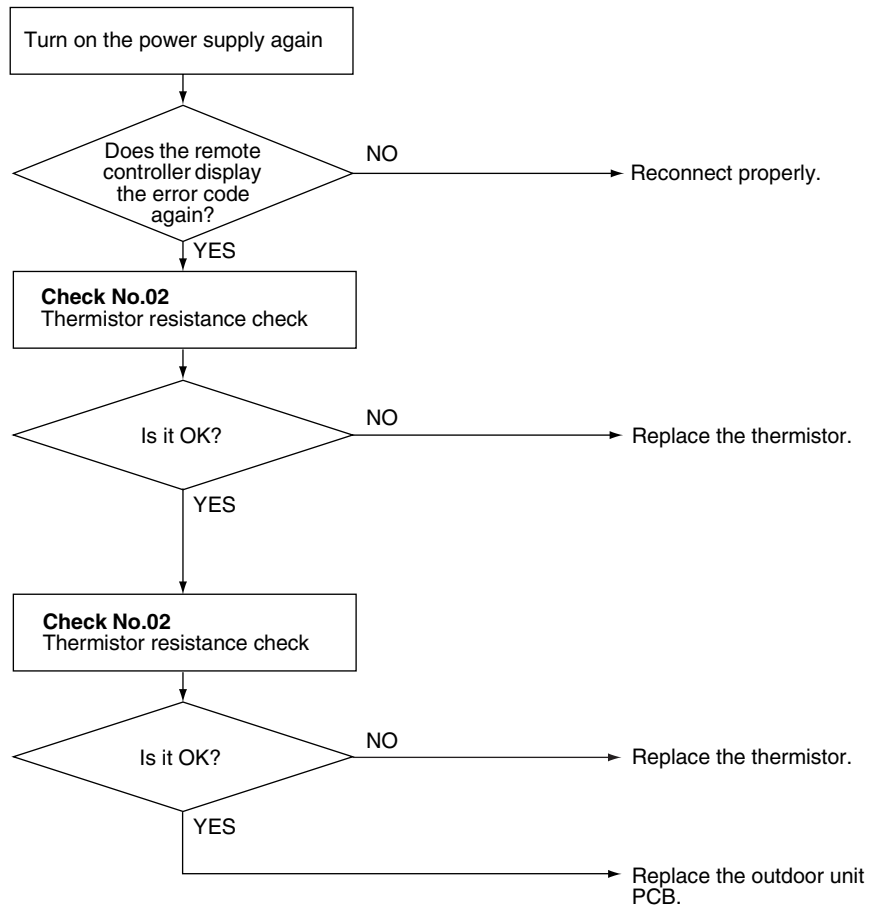 Turn on the power supply again
Does the remote
controller display
the error code
again?
NO
Reconnect properly.
YES
Check No.02
Thermistor resistance check
Is it OK?
NO
Replace the thermistor.
YES
Check No.02
Thermistor resistance check
Is it OK?
NO
Replace the thermistor.
YES
Replace the outdoor unit
PCB.